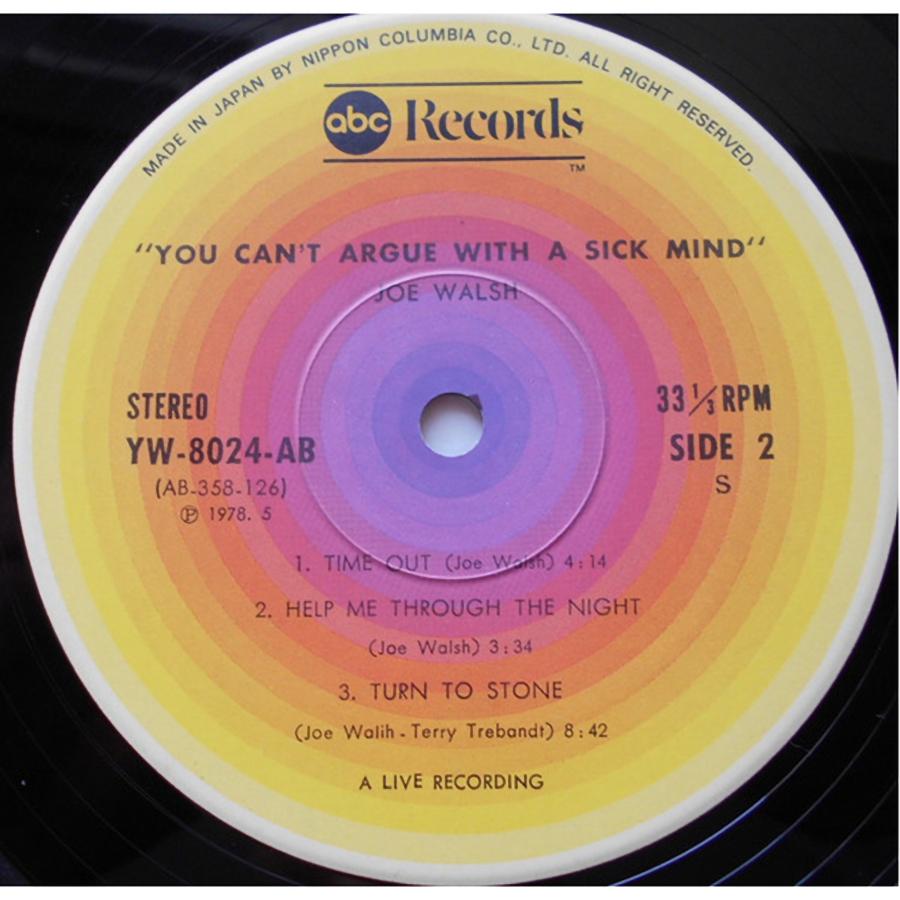 MADE IN JAPAN BY NIPPON COLUMBIA CO., LTD. ALL RIGHT RESERVED.
abc Records
TM
“YOU CAN'T ARGUE WITH A SICK MIND“
JOE WALSH
STEREO
33 1/3 RPM
YW-8024-AB
SIDE 2
(AB-358-126)
S
Ⓟ 1978. 5
1. TIME OUT (Joe Walsh) 4:14
2. HELP ME THROUGH THE NIGHT
(Joe Walsh) 3:34
3. TURN TO STONE
(Joe Walih - Terry Trebandt) 8:42
A LIVE RECORDING